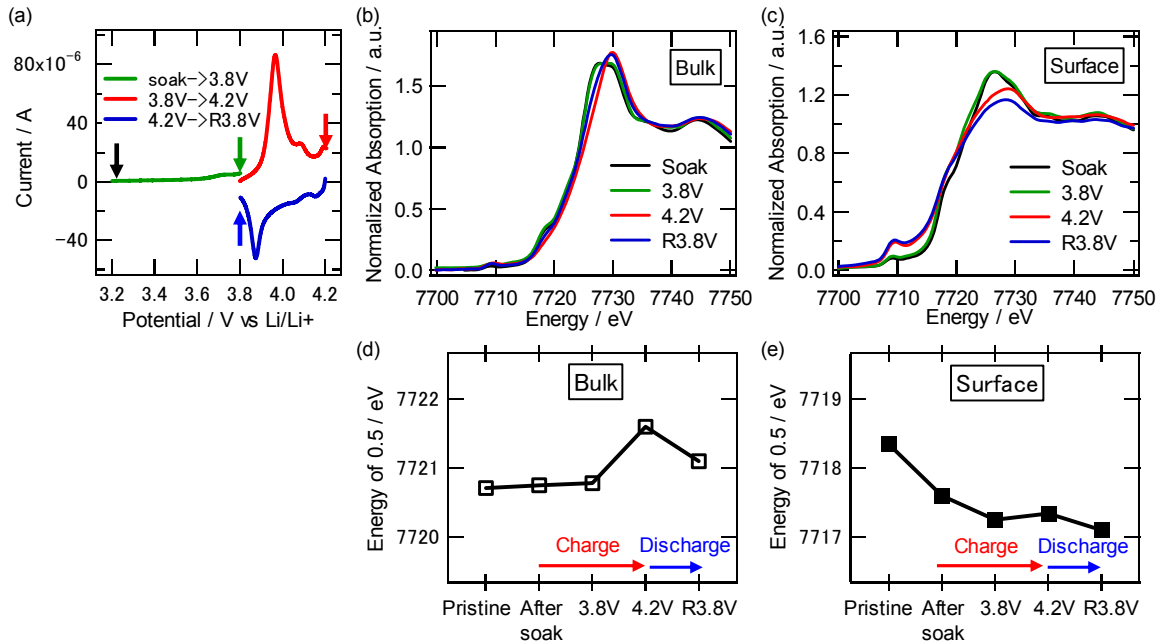 (a)
Current / A
80x10⁻⁶
40
0
−40
soak−>3.8V
3.8V−>4.2V
4.2V−>R3.8V
3.2 3.4 3.6 3.8 4.0 4.2
Potential / V vs Li/Li+
(b)
Normalized Absorption / a.u.
1.5
1.0
0.5
0.0
Bulk
Soak
3.8V
4.2V
R3.8V
7700 7710 7720 7730 7740 7750
Energy / eV
(c)
Normalized Absorption / a.u.
1.6
1.2
0.8
0.4
0.0
Surface
Soak
3.8V
4.2V
R3.8V
7700 7710 7720 7730 7740 7750
Energy / eV
(d)
Energy of 0.5 / eV
7722
7721
7720
Bulk
Charge Discharge
Pristine After soak 3.8V 4.2V R3.8V
(e)
Energy of 0.5 / eV
7719
7718
7717
Surface
Charge Discharge
Pristine After soak 3.8V 4.2V R3.8V